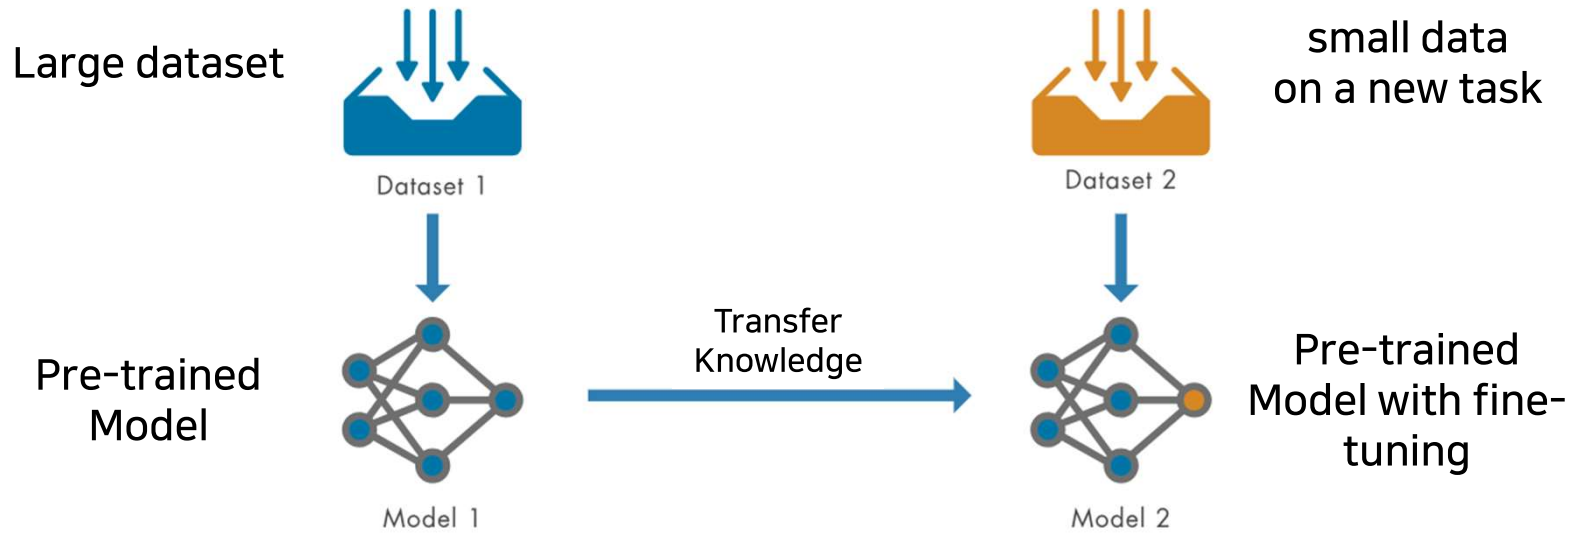 Large dataset
Dataset 1
small data
on a new task
Dataset 2
Transfer
Knowledge
Pre-trained
Model
Model 1
Pre-trained
Model with fine-
tuning
Model 2